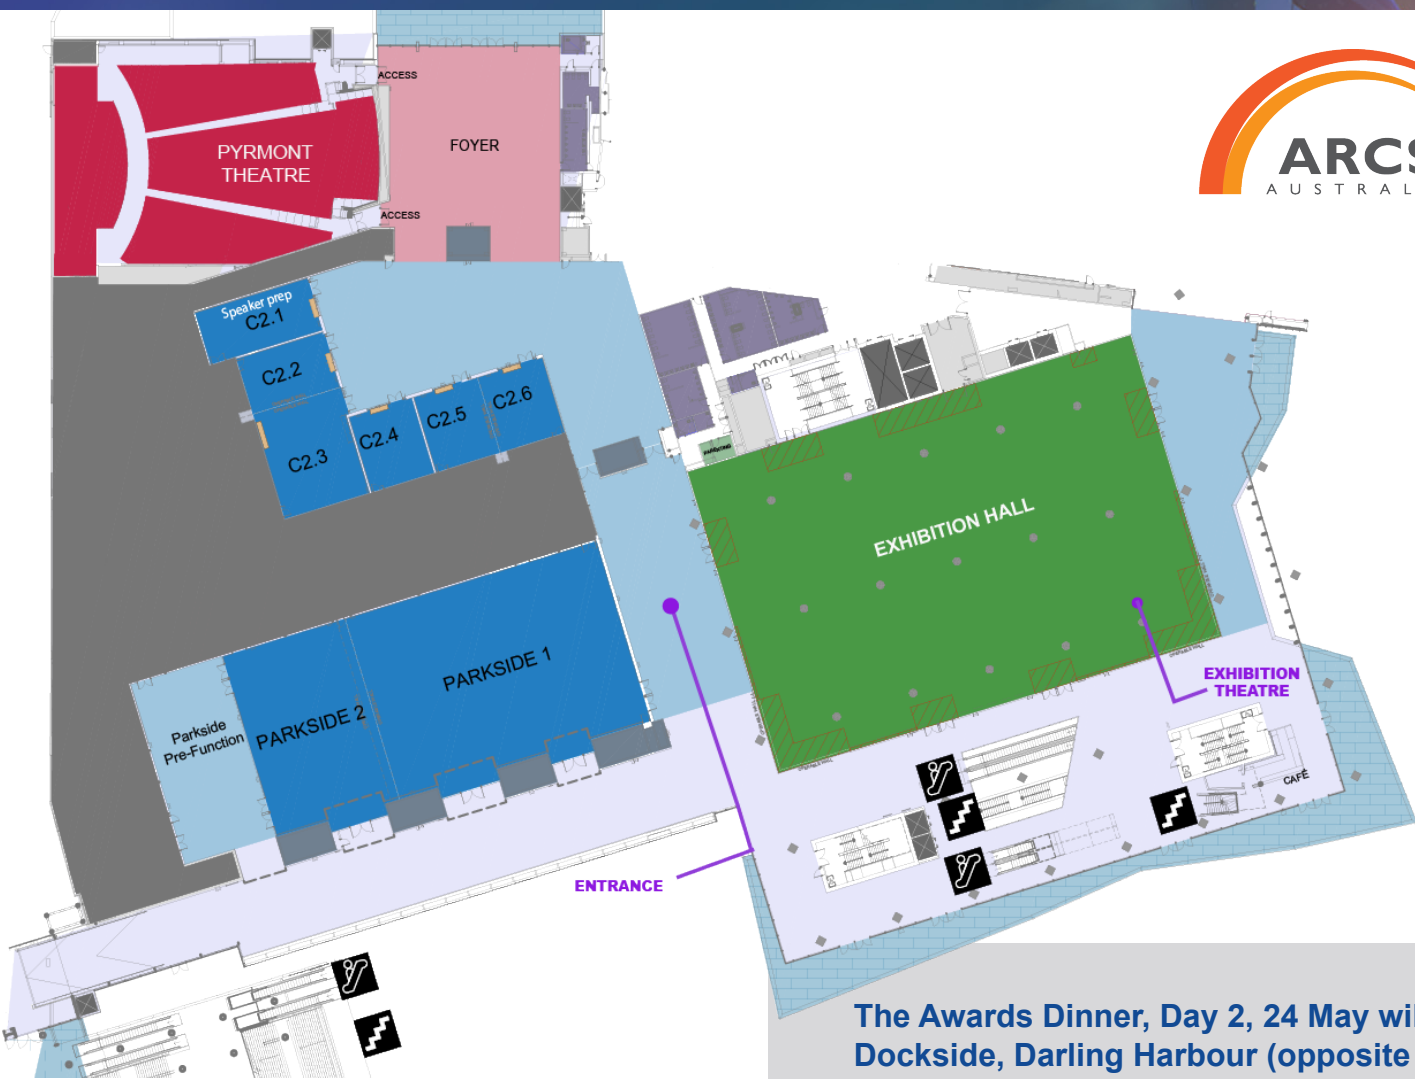 ACCESS
PYRMONT
THEATRE
FOYER
ACCESS
ARCS
AUSTRAL
Speaker prep
C2.1
C2.2
C2.3
C2.4
C2.5
C2.6
EXHIBITION HALL
PARKSIDE 1
PARKSIDE 2
Parkside
Pre-Function
EXHIBITION
THEATRE
CAFÉ
ENTRANCE
The Awards Dinner, Day 2, 24 May wil
Dockside, Darling Harbour (opposite